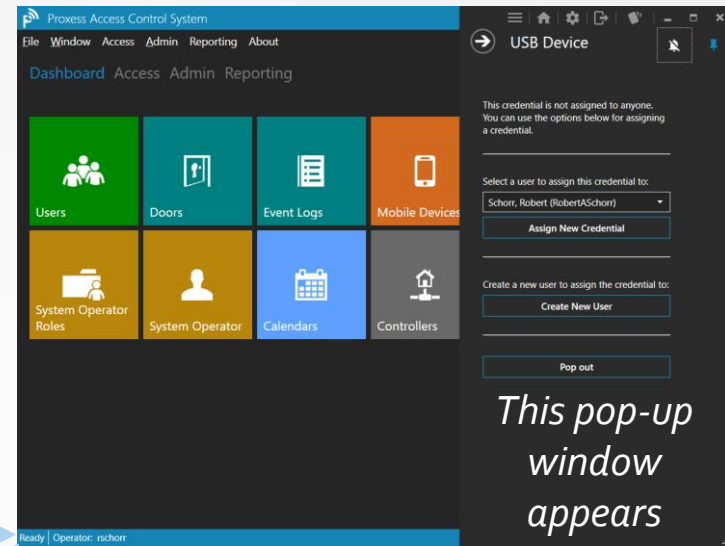 Proxess Access Control System
File Window Access Admin Reporting About
Dashboard Access Admin Reporting
Users
Doors
Event Logs
Mobile Devices
System Operator
Roles
System Operator
Calendars
Controllers
Ready Operator: rschorr
USB Device
This credential is not assigned to anyone.
You can use the options below for assigning
a credential.
Select a user to assign this credential to:
Schorr, Robert (RobertASchorr)
Assign New Credential
Create a new user to assign the credential to:
Create New User
Pop out
This pop-up
window
appears